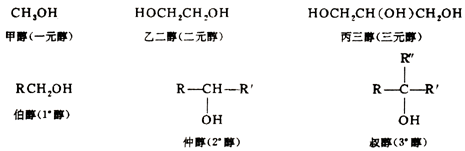 CH₃OH HOCH₂CH₂OH HOCH₂CH(OH)CH₂OH
甲醇(一元醇) 乙二醇(二元醇) 丙三醇(三元醇)
R″
RCH₂OH R—CH—R′ R—C—R′
伯醇(1°醇) OH OH
仲醇(2°醇) 叔醇(3°醇)